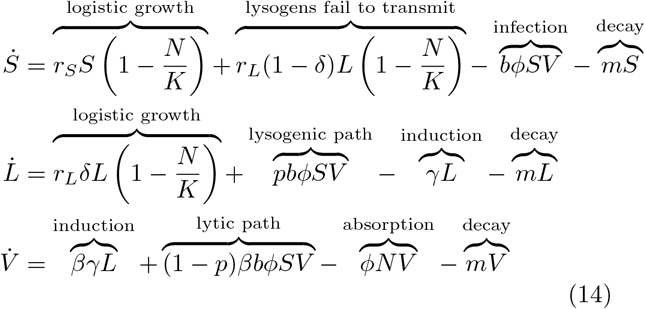 logistic growth lysogens fail to transmit infection decay
Ṡ = r_S S (1 − N/K) + r_L(1 − δ)L (1 − N/K) − bϕSV − mS
logistic growth lysogenic path induction decay
L̇ = r_L δL (1 − N/K) + pbϕSV − γL − mL
induction lytic path absorption decay
V̇ = βγL + (1 − p)βbϕSV − ϕNV − mV
(14)